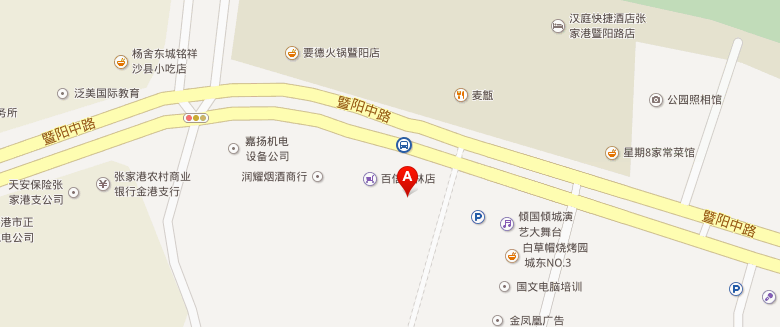 汉庭快捷酒店张
家港暨阳路店
杨舍东城铭祥
沙县小吃店
要德火锅暨阳店
泛美国际教育
麦甑
公园照相馆
务所
暨阳中路
暨阳中路
嘉扬机电
设备公司
星期8家常菜馆
张家港农村商业
银行金港支行
润耀烟酒商行
百信
林店
A
天安保险张
家港支公司
港市正
电公司
P
倾国倾城演
艺大舞台
暨阳中路
白草帽烧烤园
城东NO.3
国文电脑培训
P
金凤凰广告